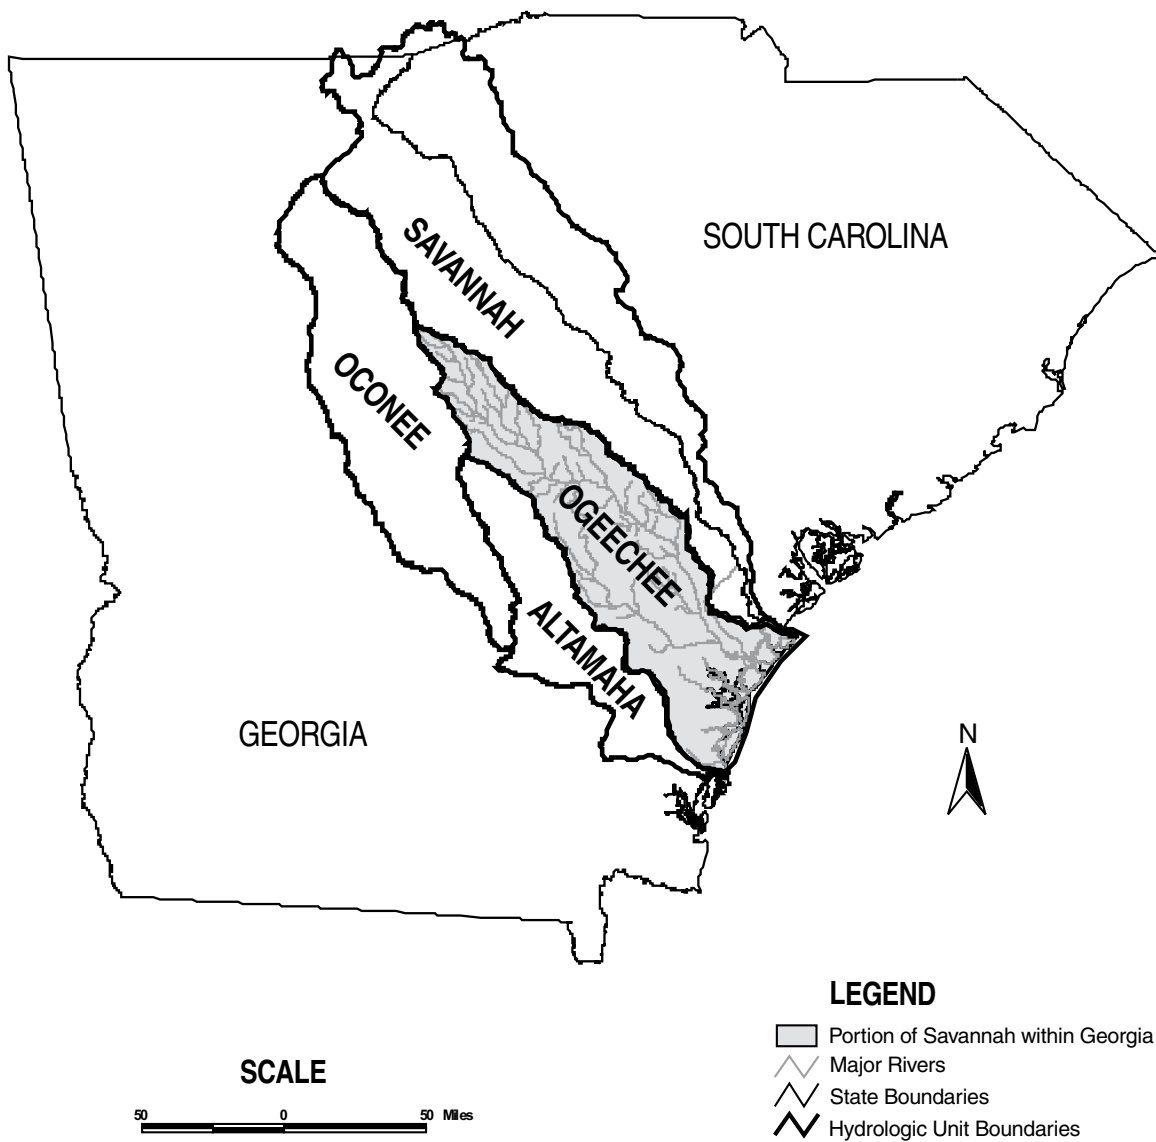 SOUTH CAROLINA
SAVANNAH
OCONEE
OGEECHEE
ALTAMAHA
GEORGIA
N
LEGEND
Portion of Savannah within Georgia
Major Rivers
State Boundaries
Hydrologic Unit Boundaries
SCALE
50 0 50 Miles